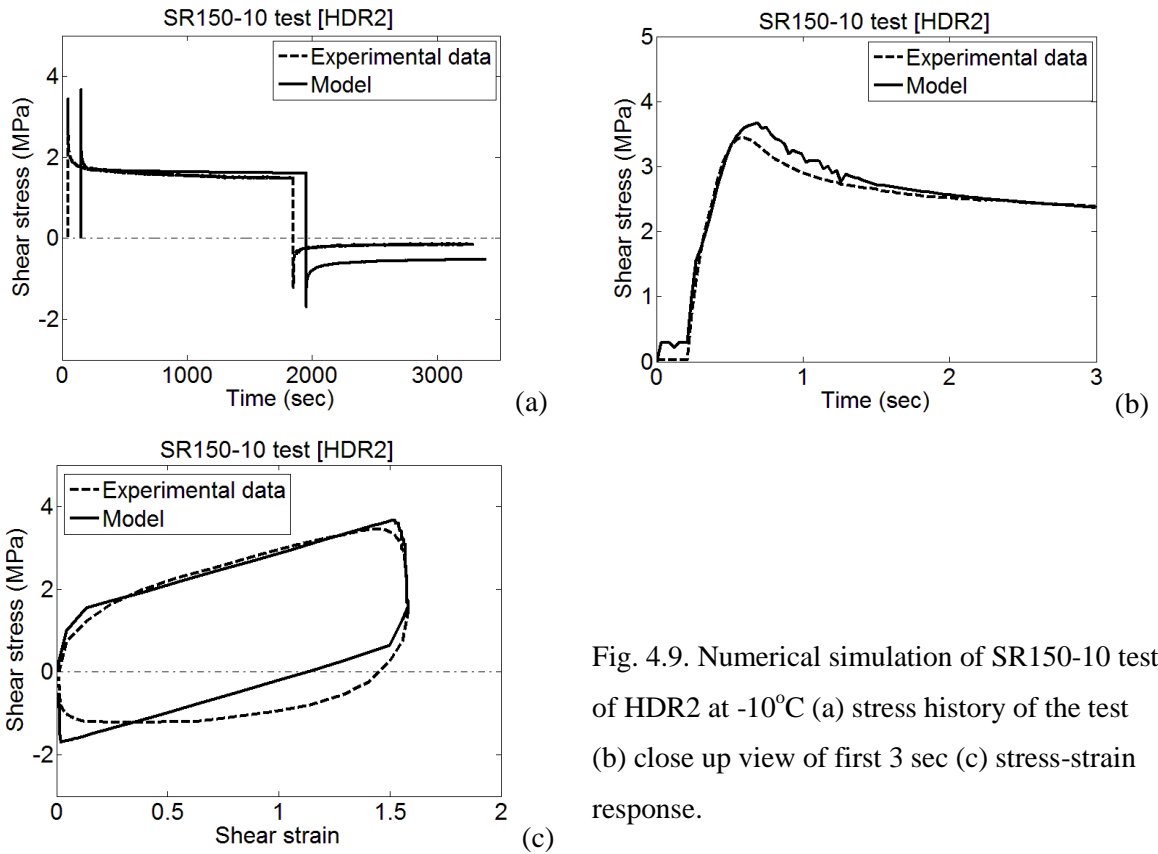 SR150-10 test [HDR2]
Experimental data
Model
Shear stress (MPa)
4
2
0
-2
0 1000 2000 3000
Time (sec)
(a)
SR150-10 test [HDR2]
Experimental data
Model
Shear stress (MPa)
5
4
3
2
1
0
0 1 2 3
Time (sec)
(b)
SR150-10 test [HDR2]
Experimental data
Model
Shear stress (MPa)
4
2
0
-2
0 0.5 1 1.5 2
Shear strain
(c)
Fig. 4.9. Numerical simulation of SR150-10 test
of HDR2 at -10°C (a) stress history of the test
(b) close up view of first 3 sec (c) stress-strain
response.